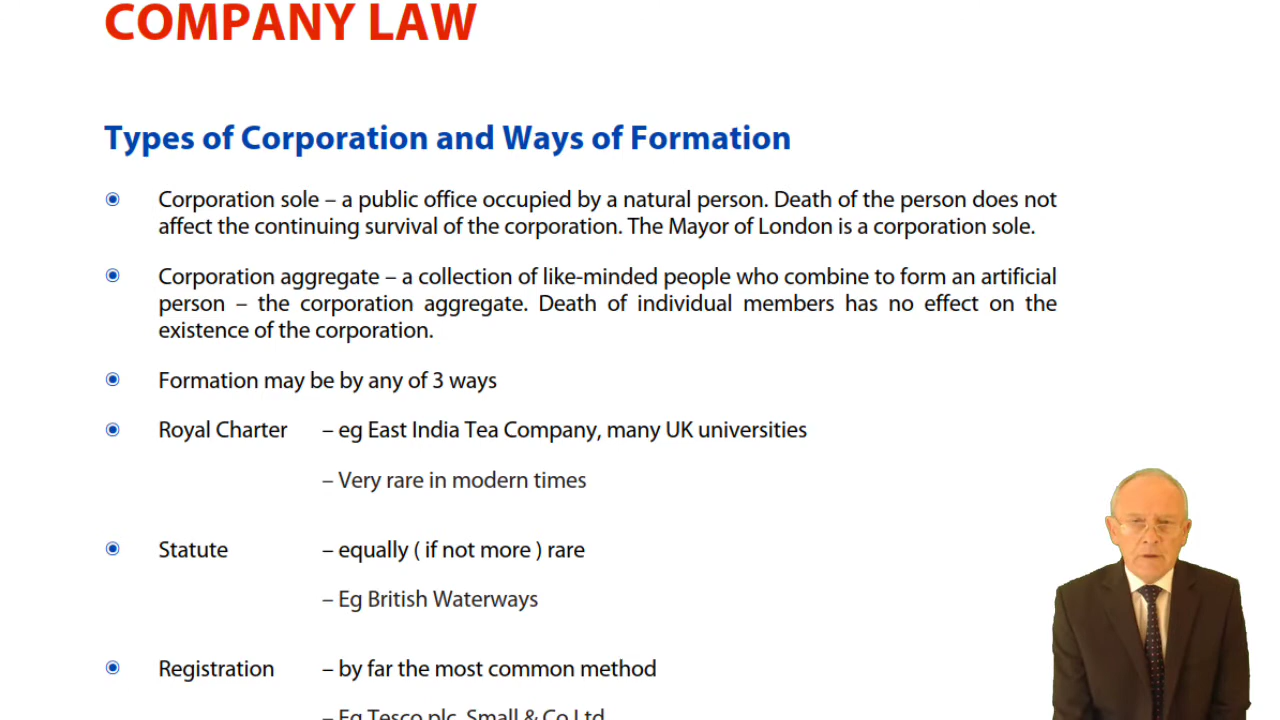 COMPANY LAW
Types of Corporation and Ways of Formation
Corporation sole – a public office occupied by a natural person. Death of the person does not
affect the continuing survival of the corporation. The Mayor of London is a corporation sole.
Corporation aggregate – a collection of like-minded people who combine to form an artificial
person – the corporation aggregate. Death of individual members has no effect on the
existence of the corporation.
Formation may be by any of 3 ways
Royal Charter – eg East India Tea Company, many UK universities
– Very rare in modern times
Statute – equally ( if not more ) rare
– Eg British Waterways
Registration – by far the most common method
– Eg Tesco plc, Small & Co Ltd